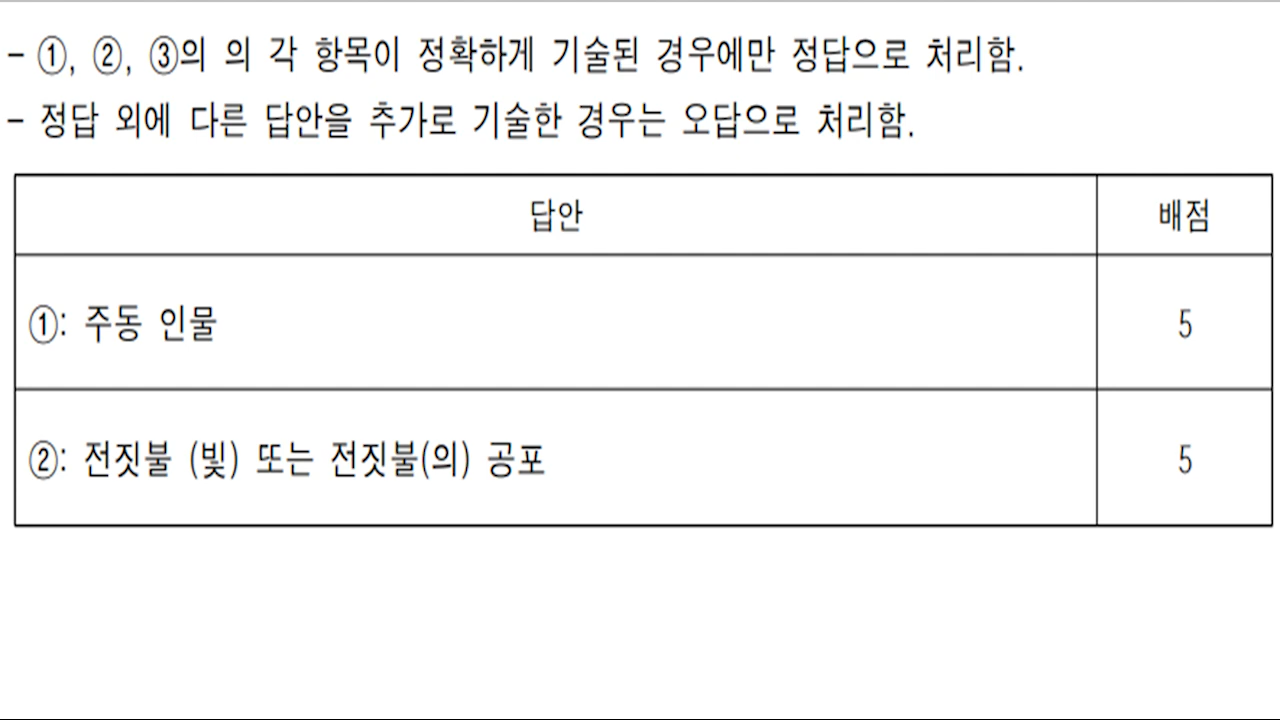 - ①, ②, ③의 의 각 항목이 정확하게 기술된 경우에만 정답으로 처리함.
- 정답 외에 다른 답안을 추가로 기술한 경우는 오답으로 처리함.
답안 배점
①: 주동 인물 5
②: 전짓불 (빛) 또는 전짓불(의) 공포 5